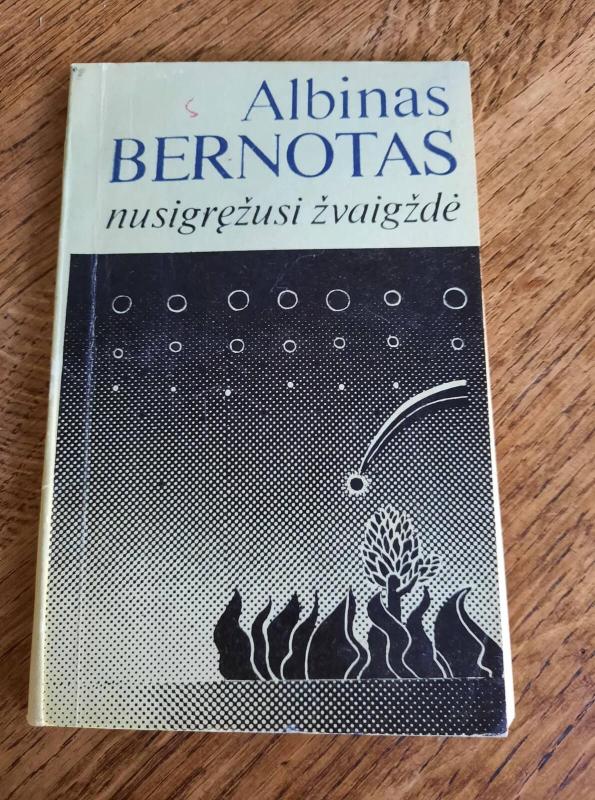 Albinas
BERNOTAS
nusigręžusi žvaigždė